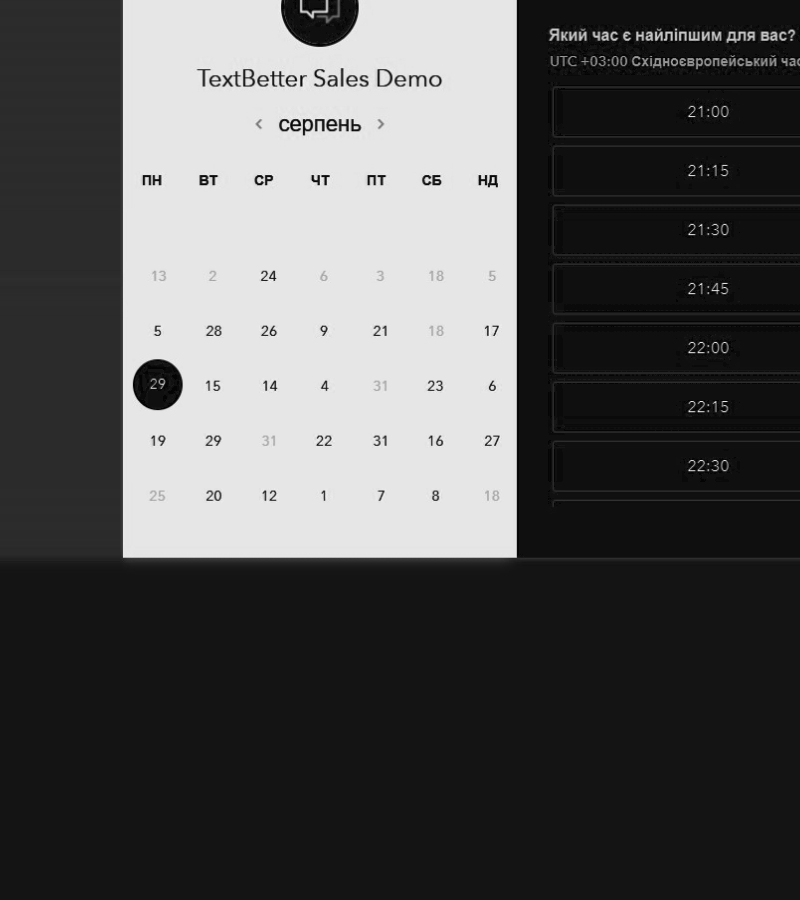 TextBetter Sales Demo
< серпень >
ПН ВТ СР ЧТ ПТ СБ НД
13 2 24 6 3 18 5
5 28 26 9 21 18 17
29 15 14 4 31 23 6
19 29 31 22 31 16 27
25 20 12 1 7 8 18
Який час є найліпшим для вас?
UTC +03:00 Східноєвропейський
21:00
21:15
21:30
21:45
22:00
22:15
22:30